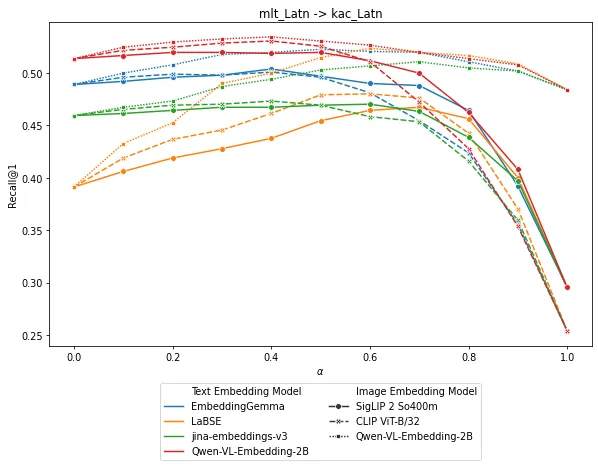 mlt_Latn -> kac_Latn
Recall@1
0.50
0.45
0.40
0.35
0.30
0.25
0.0 0.2 0.4 0.6 0.8 1.0
α
Text Embedding Model
EmbeddingGemma
LaBSE
jina-embeddings-v3
Qwen-VL-Embedding-2B
Image Embedding Model
SigLIP 2 So400m
CLIP ViT-B/32
Qwen-VL-Embedding-2B